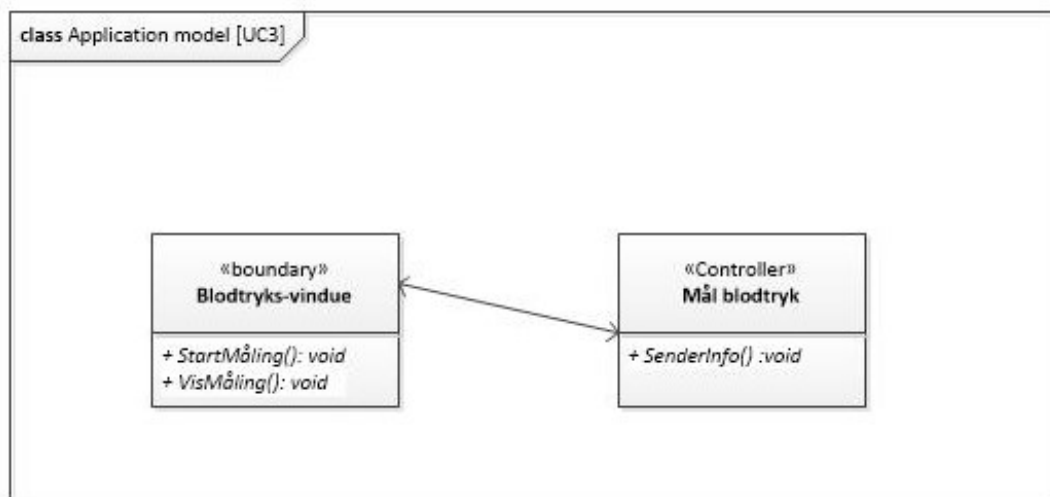 class Application model [UC3]
«boundary»
Blodtryks-vindue
+ StartMåling(): void
+ VisMåling(): void
«Controller»
Mål blodtryk
+ SenderInfo() :void